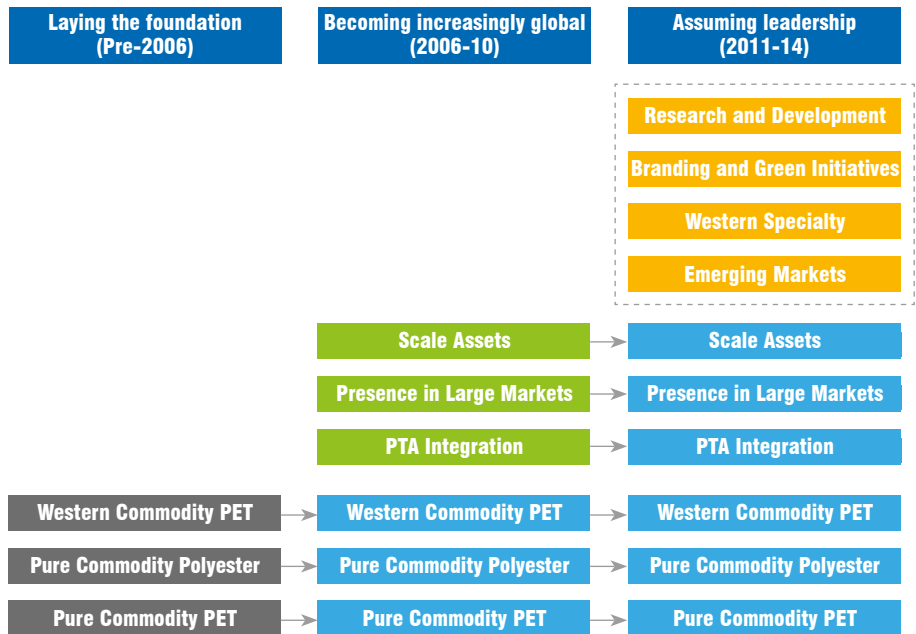 Laying the foundation
(Pre-2006)
Becoming increasingly global
(2006-10)
Assuming leadership
(2011-14)
Research and Development
Branding and Green Initiatives
Western Specialty
Emerging Markets
Scale Assets
Scale Assets
Presence in Large Markets
Presence in Large Markets
PTA Integration
PTA Integration
Western Commodity PET
Western Commodity PET
Western Commodity PET
Pure Commodity Polyester
Pure Commodity Polyester
Pure Commodity Polyester
Pure Commodity PET
Pure Commodity PET
Pure Commodity PET